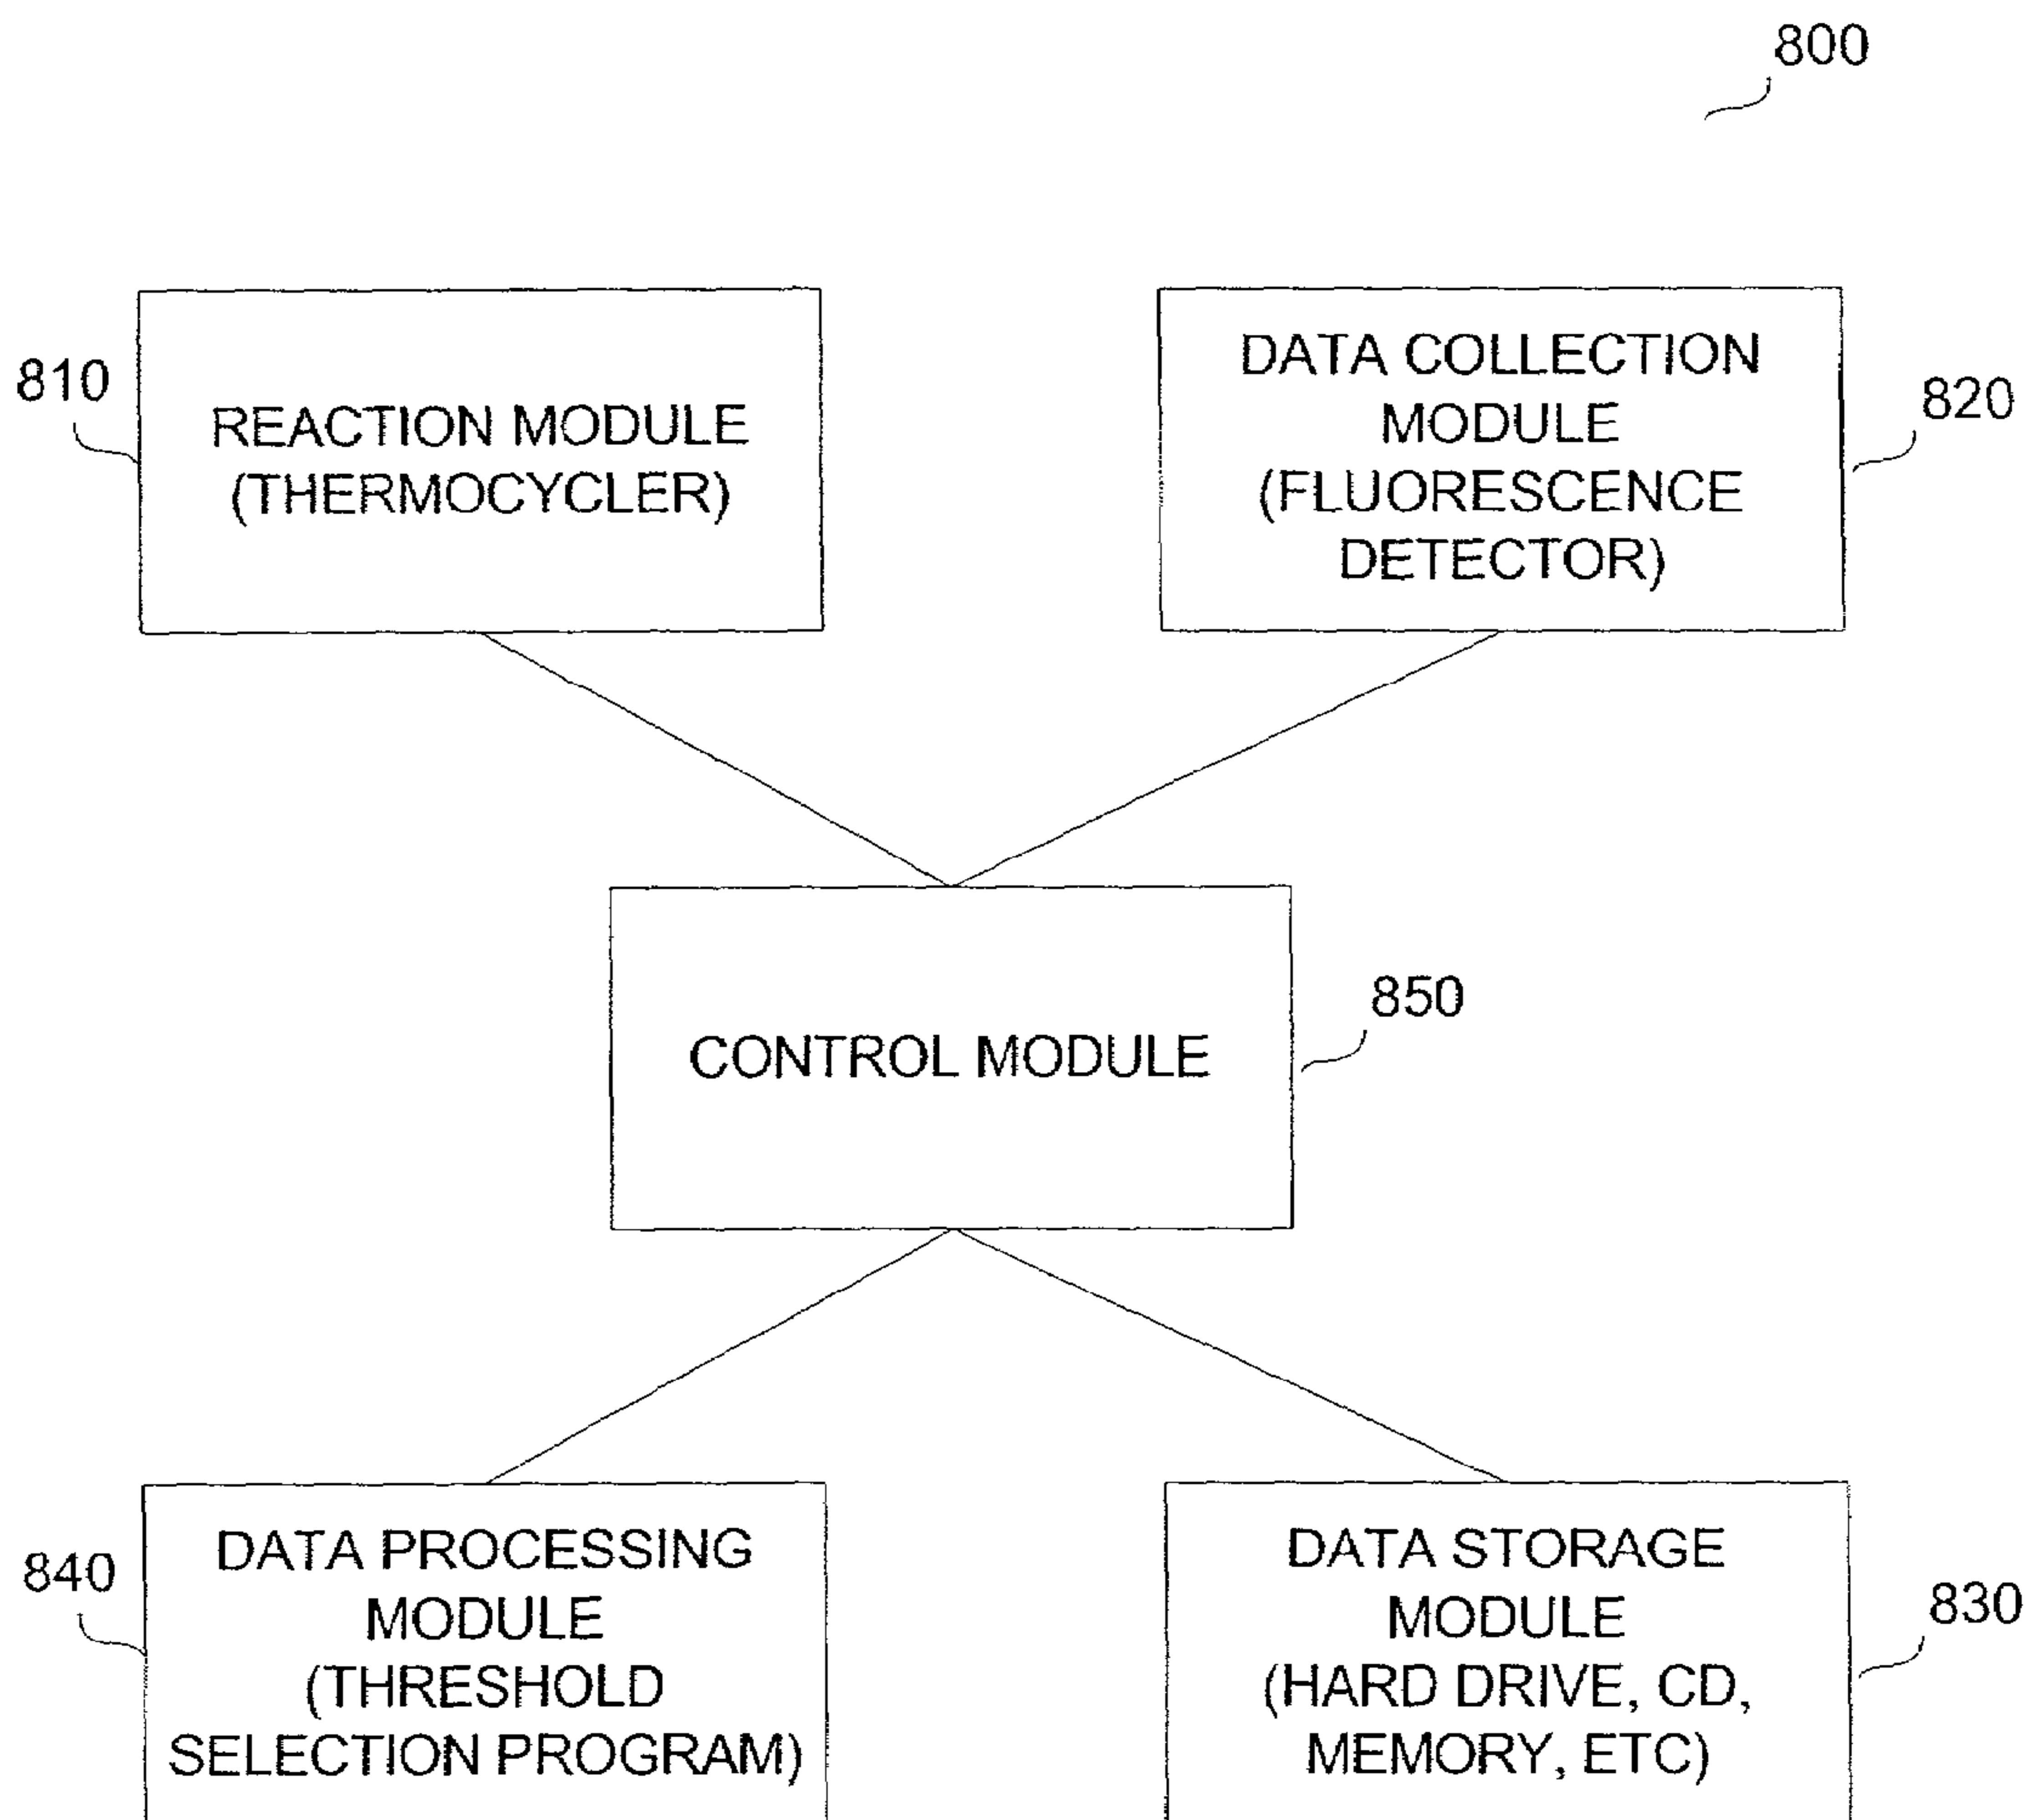 800
810
REACTION MODULE
(THERMOCYCLER)
DATA COLLECTION
MODULE
(FLUORESCENCE
DETECTOR)
820
CONTROL MODULE
850
840
DATA PROCESSING
MODULE
(THRESHOLD
SELECTION PROGRAM)
DATA STORAGE
MODULE
(HARD DRIVE, CD,
MEMORY, ETC)
830